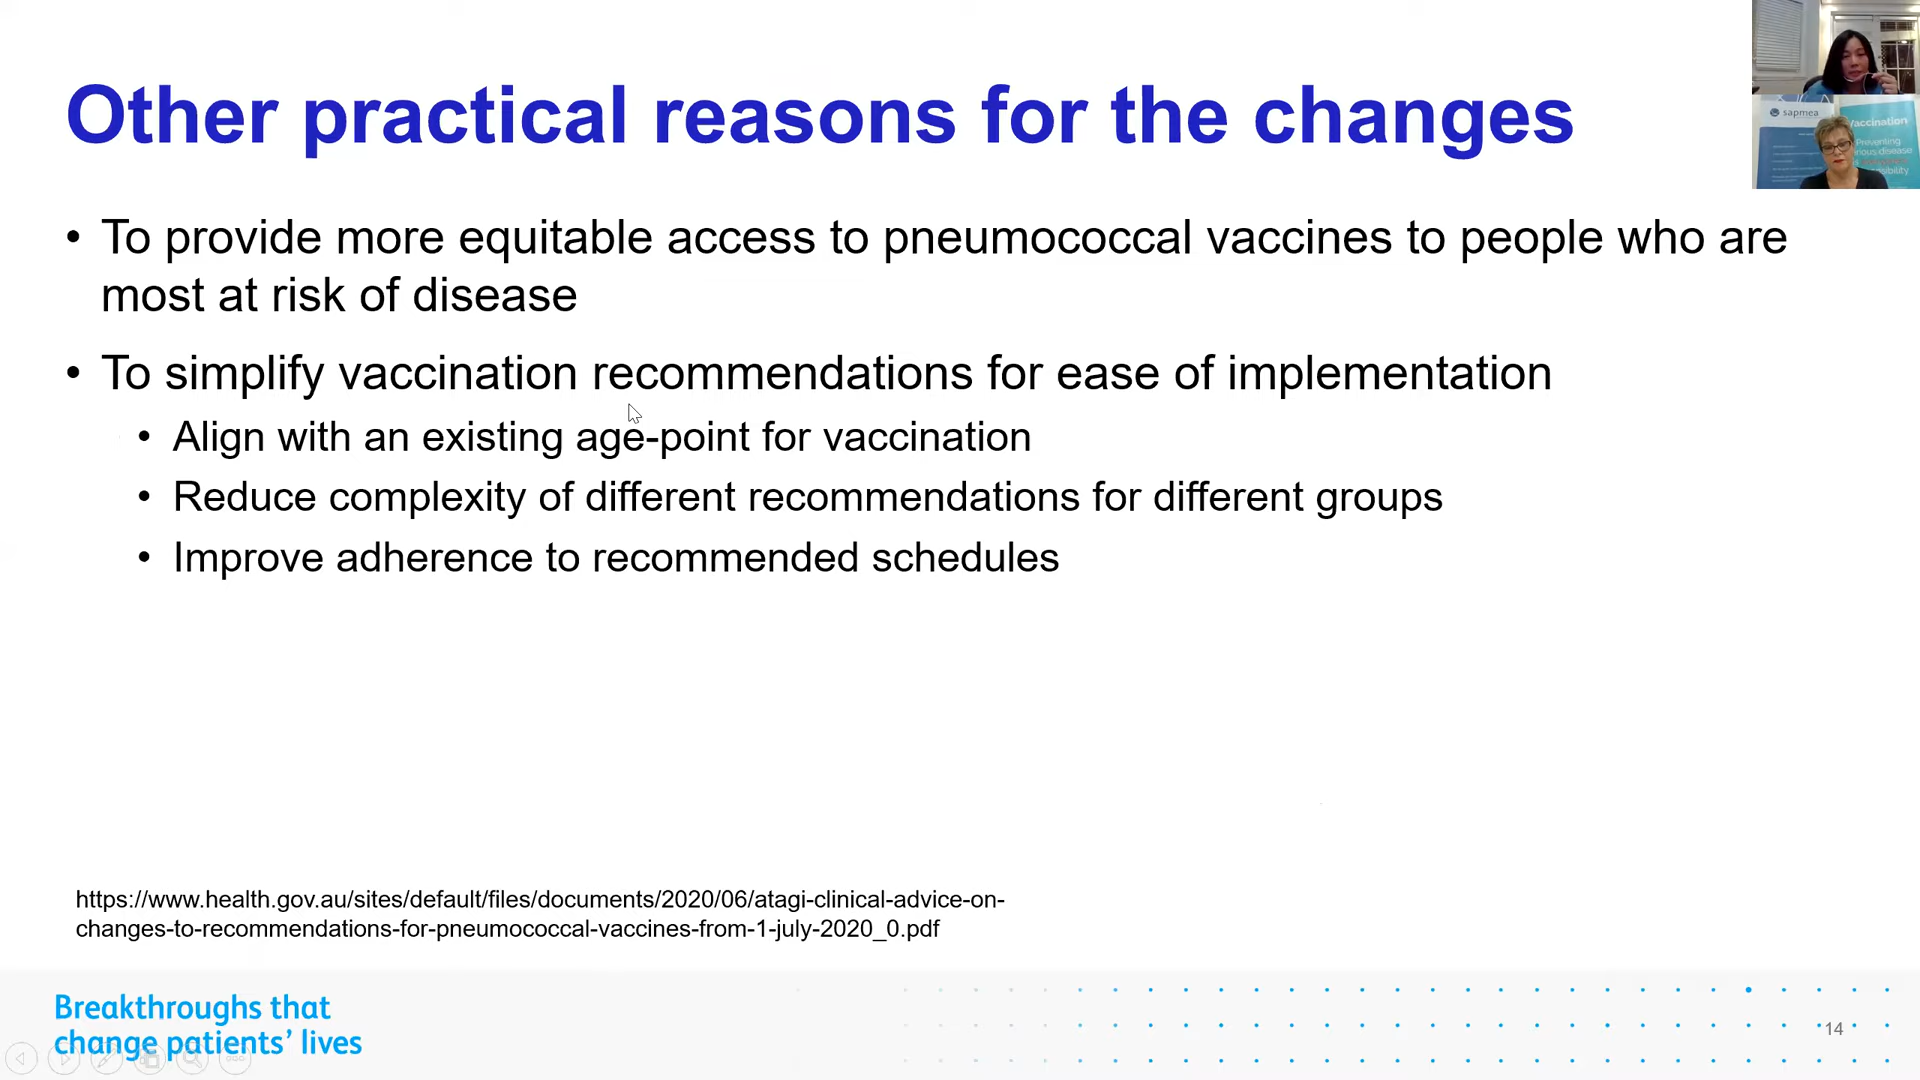 Other practical reasons for the changes
• To provide more equitable access to pneumococcal vaccines to people who are
most at risk of disease
• To simplify vaccination recommendations for ease of implementation
• Align with an existing age-point for vaccination
• Reduce complexity of different recommendations for different groups
• Improve adherence to recommended schedules
https://www.health.gov.au/sites/default/files/documents/2020/06/atagi-clinical-advice-on-
changes-to-recommendations-for-pneumococcal-vaccines-from-1-july-2020_0.pdf
Breakthroughs that
change patients’ lives
14
sapmea
Vaccination
Preventing
disease